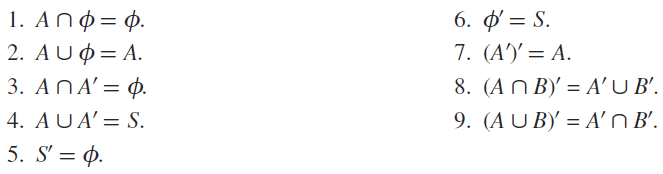 1. A ∩ ϕ = ϕ.
2. A ∪ ϕ = A.
3. A ∩ A′ = ϕ.
4. A ∪ A′ = S.
5. S′ = ϕ.
6. ϕ′ = S.
7. (A′)′ = A.
8. (A ∩ B)′ = A′ ∪ B′.
9. (A ∪ B)′ = A′ ∩ B′.